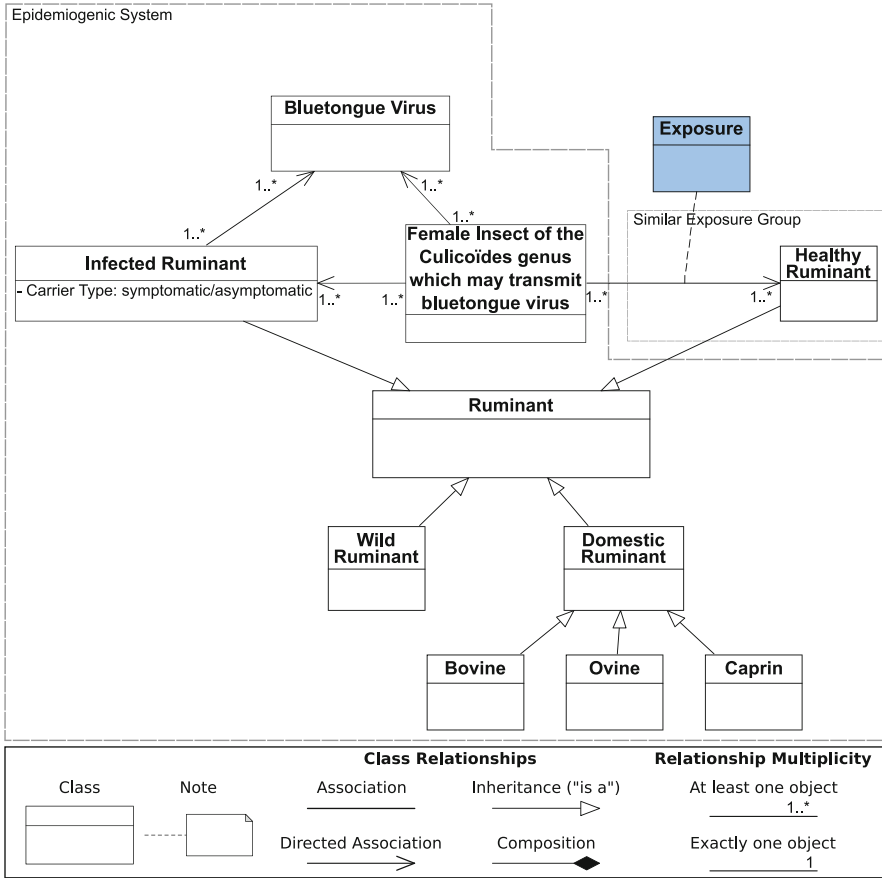 Epidemiogenic System
Bluetongue Virus
Exposure
1..*
1..*
1..*
1..*
Similar Exposure Group
Infected Ruminant
- Carrier Type: symptomatic/asymptomatic
Female Insect of the
Culicoïdes genus
which may transmit
bluetongue virus
Healthy
Ruminant
1..*
1..*
1..*
1..*
Ruminant
Wild
Ruminant
Domestic
Ruminant
Bovine
Ovine
Caprin
Class Relationships
Relationship Multiplicity
Class
Note
Association
Inheritance ("is a")
At least one object
1..*
Directed Association
Composition
Exactly one object
1